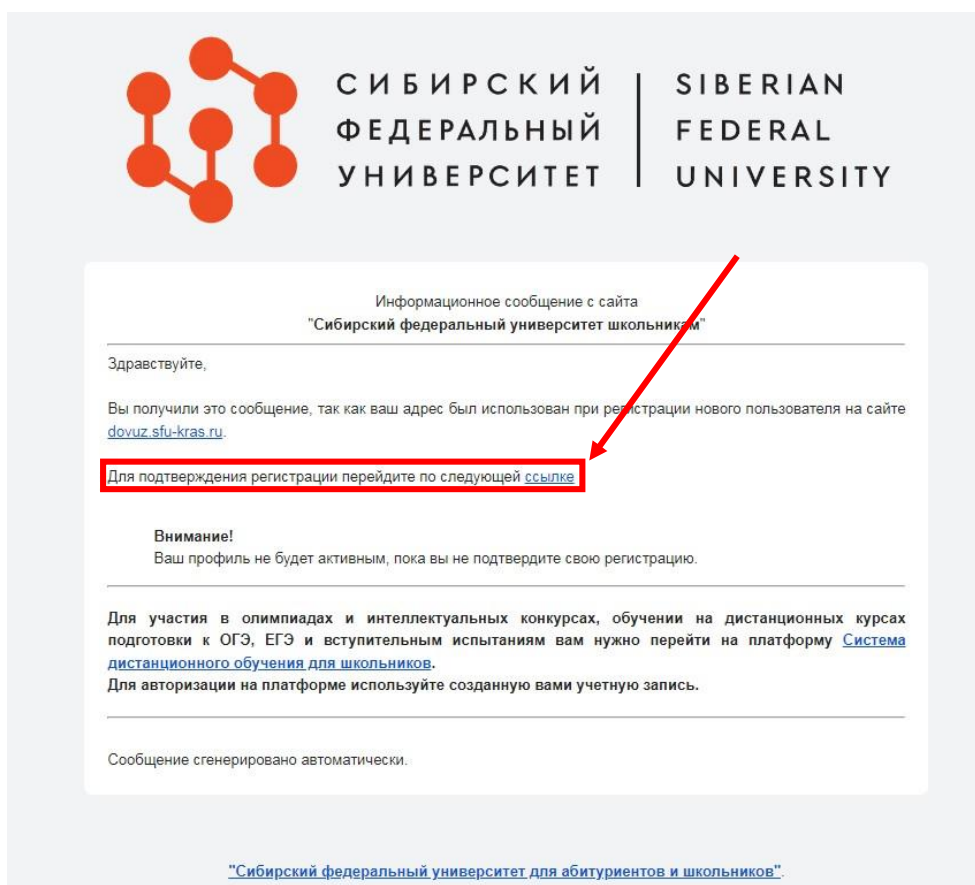 СИБИРСКИЙ
ФЕДЕРАЛЬНЫЙ
УНИВЕРСИТЕТ
SIBERIAN
FEDERAL
UNIVERSITY
Информационное сообщение с сайта
"Сибирский федеральный университет школьникам"
Здравствуйте,
Вы получили это сообщение, так как ваш адрес был использован при регистрации нового пользователя на сайте
dovuz.sfu-kras.ru.
Для подтверждения регистрации перейдите по следующей ссылке
Внимание!
Ваш профиль не будет активным, пока вы не подтвердите свою регистрацию.
Для участия в олимпиадах и интеллектуальных конкурсах, обучении на дистанционных курсах
подготовки к ОГЭ, ЕГЭ и вступительным испытаниям вам нужно перейти на платформу Система
дистанционного обучения для школьников.
Для авторизации на платформе используйте созданную вами учетную запись.
Сообщение сгенерировано автоматически.
"Сибирский федеральный университет для абитуриентов и школьников".